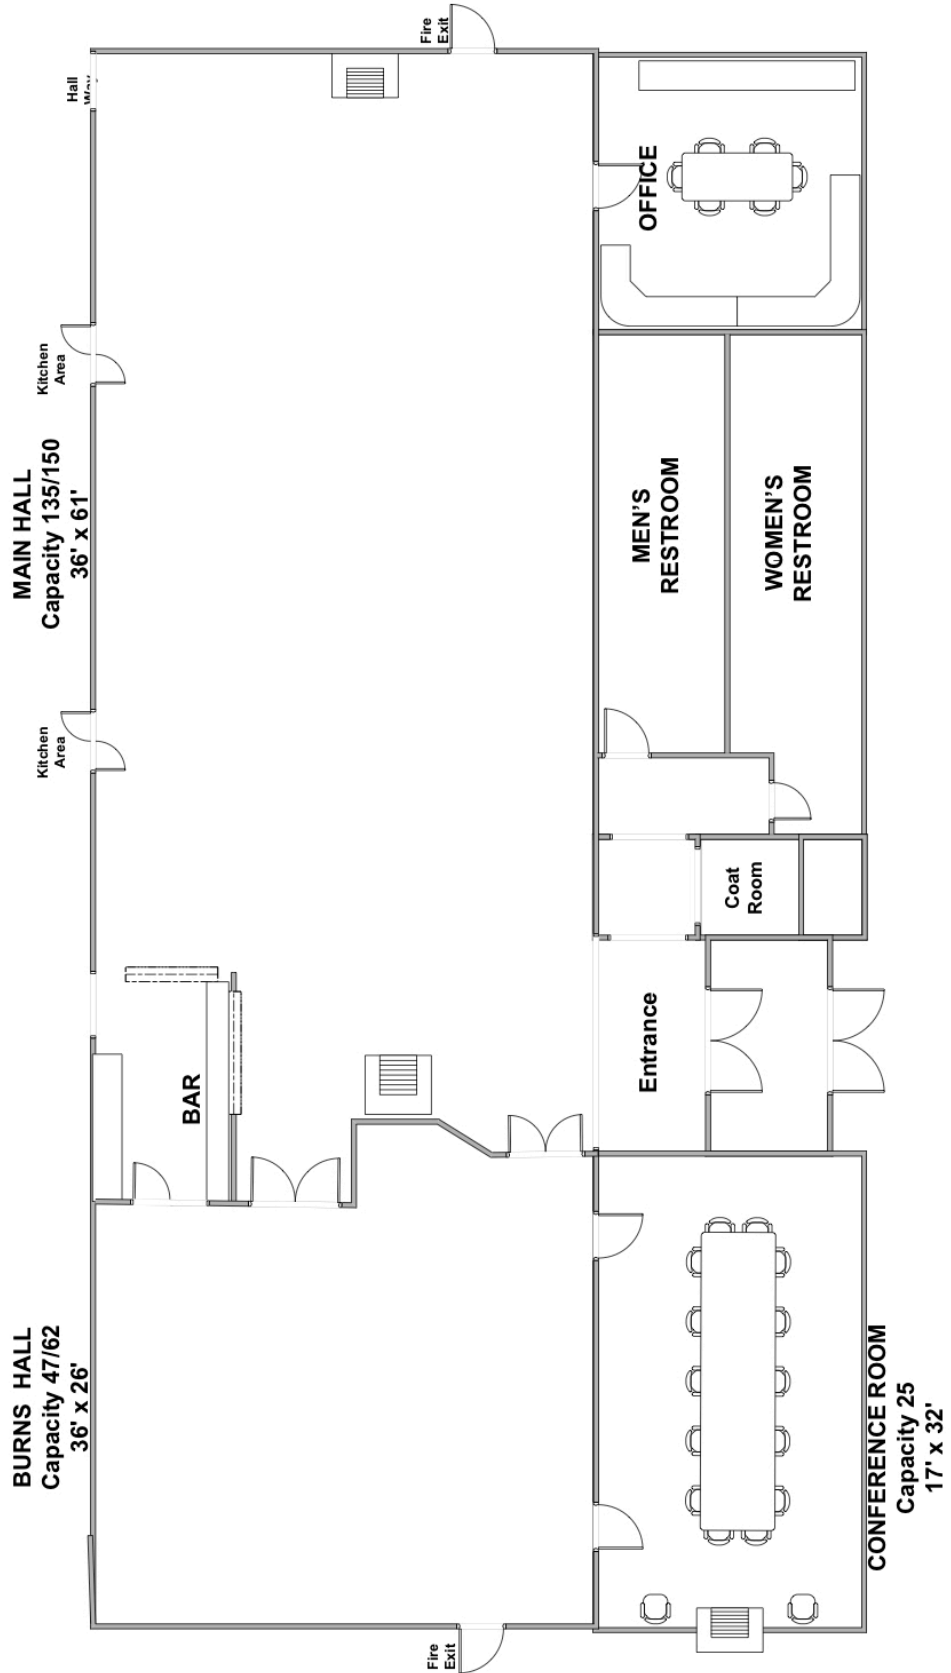 BURNS HALL
Capacity 47/62
36' x 26'
MAIN HALL
Capacity 135/150
36' x 61'
Kitchen
Area
Kitchen
Area
Hall
Way
Fire
Exit
Fire
Exit
BAR
Entrance
Coat
Room
MEN'S
RESTROOM
WOMEN'S
RESTROOM
OFFICE
CONFERENCE ROOM
Capacity 25
17' x 32'